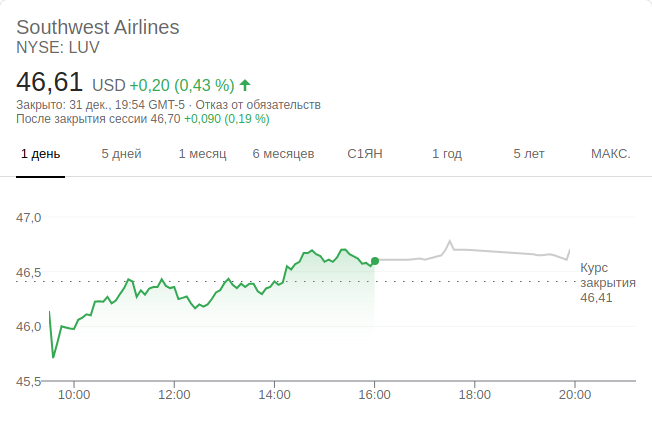 Southwest Airlines
NYSE: LUV
46,61 USD +0,20 (0,43 %)
Закрыто: 31 дек., 19:54 GMT-5 · Отказ от обязательств
После закрытия сессии 46,70 +0,090 (0,19 %)
1 день 5 дней 1 месяц 6 месяцев С1ЯН 1 год 5 лет МАКС.
47,0
46,5
46,0
45,5
Курс
закрытия
46,41
10:00 12:00 14:00 16:00 18:00 20:00